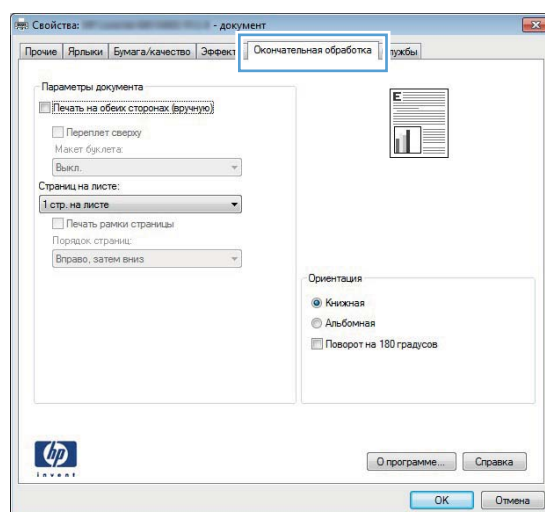 Свойства: - документ
Прочие Ярлыки Бумага/качество Эффект Окончательная обработка лужбы
Параметры документа
Печать на обеих сторонах (вручную)
Переплет сверху
Макет буклета:
Выкл.
Страниц на листе:
1 стр. на листе
Печать рамки страницы
Порядок страниц:
Вправо, затем вниз
E
Ориентация
Книжная
Альбомная
Поворот на 180 градусов
hp
invent
О программе... Справка
OK Отмена